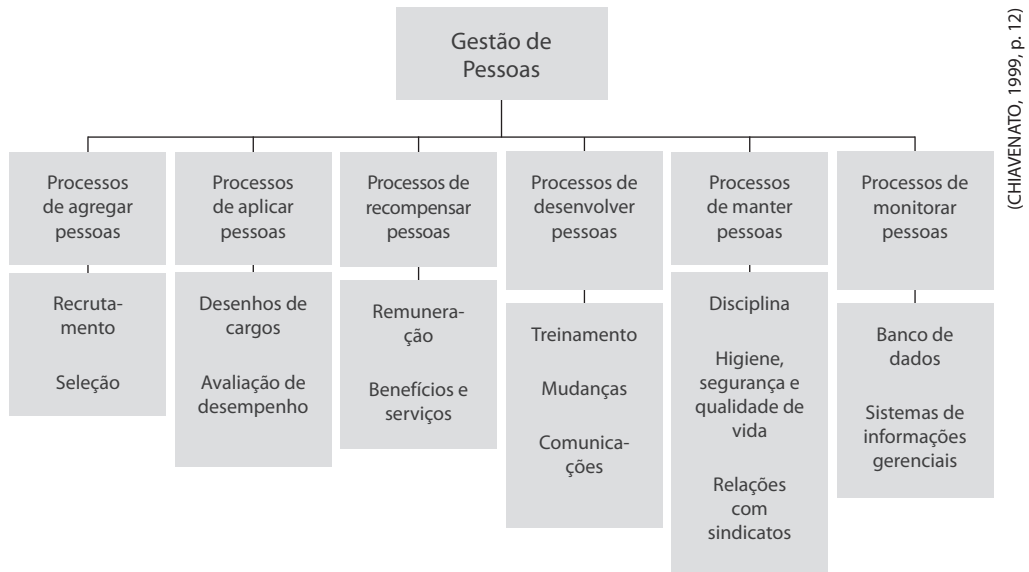 Gestão de
Pessoas
Processos
de agregar
pessoas
Recruta-
mento
Seleção
Processos
de aplicar
pessoas
Desenhos de
cargos
Avaliação de
desempenho
Processos de
recompensar
pessoas
Remunera-
ção
Benefícios e
serviços
Processos de
desenvolver
pessoas
Treinamento
Mudanças
Comunica-
ções
Processos
de manter
pessoas
Disciplina
Higiene,
segurança e
qualidade de
vida
Relações
com
sindicatos
Processos de
monitorar
pessoas
Banco de
dados
Sistemas de
informações
gerenciais
(CHIAVENATO, 1999, p. 12)